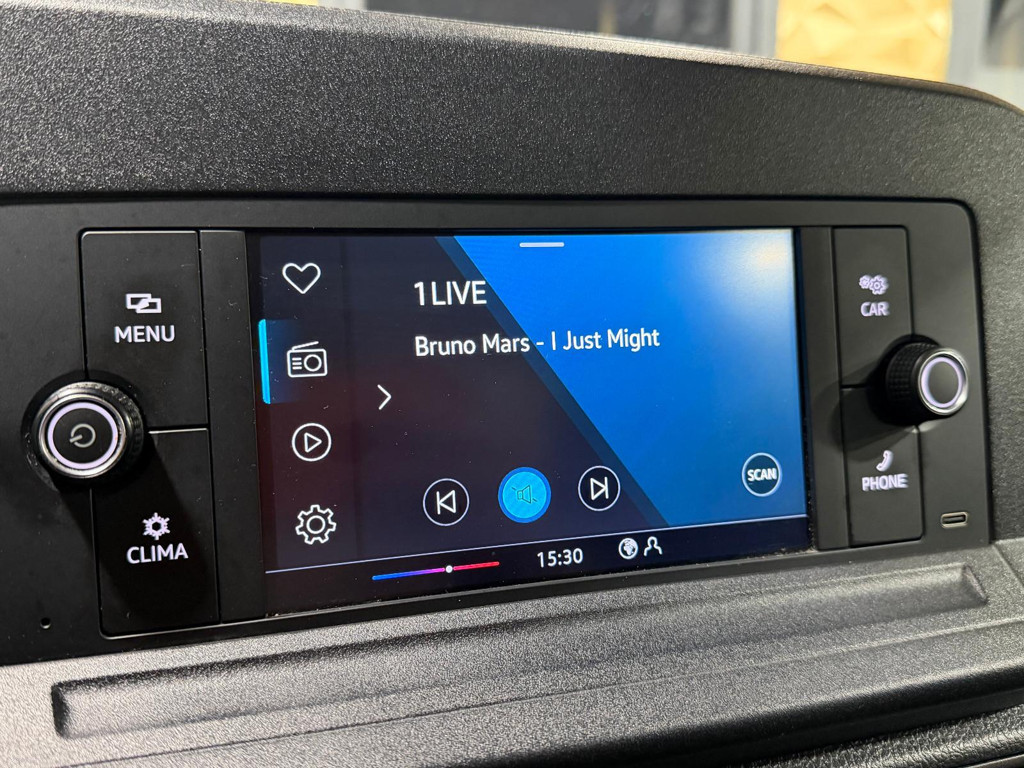 MENU
CLIMA
1LIVE
Bruno Mars - I Just Might
SCAN
15:30
CAR
PHONE